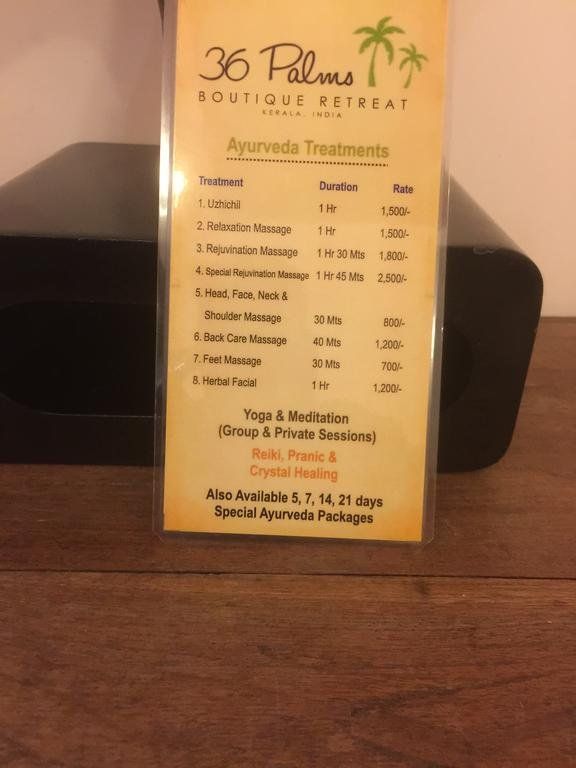 36 Palms
BOUTIQUE RETREAT
KERALA, INDIA
Ayurveda Treatments
Treatment Duration Rate
1. Uzhichil 1 Hr 1,500/-
2. Relaxation Massage 1 Hr 1,500/-
3. Rejuvination Massage 1 Hr 30 Mts 1,800/-
4. Special Rejuvination Massage 1 Hr 45 Mts 2,500/-
5. Head, Face, Neck &
Shoulder Massage 30 Mts 800/-
6. Back Care Massage 40 Mts 1,200/-
7. Feet Massage 30 Mts 700/-
8. Herbal Facial 1 Hr 1,200/-
Yoga & Meditation
(Group & Private Sessions)
Reiki, Pranic &
Crystal Healing
Also Available 5, 7, 14, 21 days
Special Ayurveda Packages